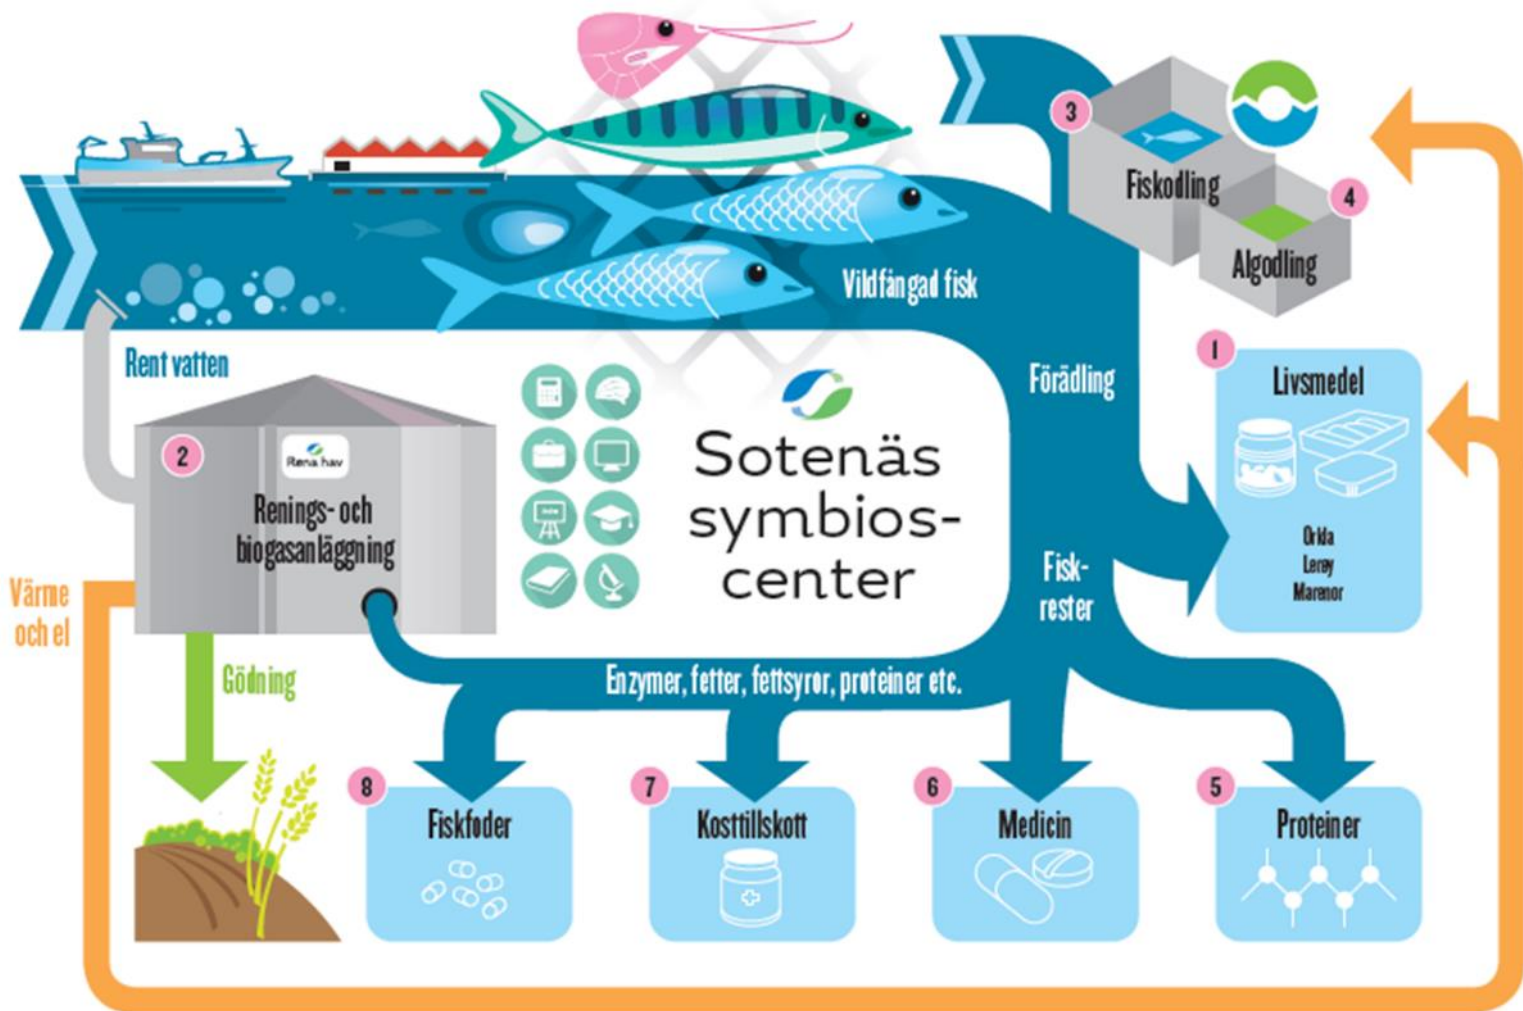 3
Fiskodling
4
Algodling
Vildfångad fisk
Rent vatten
Förädling
1
Livsmedel
Orkla
Lerøy
Marenor
2
Rena hav
Renings- och
biogasanläggning
Sotenäs
symbios-
center
Fisk-
rester
Värme
och el
Gödning
Enzymer, fetter, fettsyror, proteiner etc.
8
Fiskfoder
7
Kosttillskott
6
Medicin
5
Proteiner